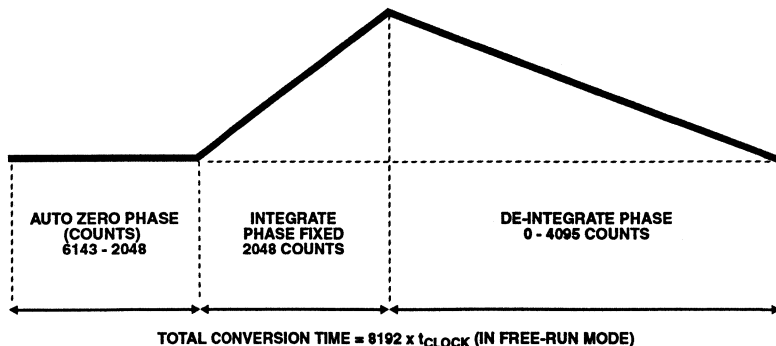 AUTO ZERO PHASE
(COUNTS)
6143 - 2048
INTEGRATE
PHASE FIXED
2048 COUNTS
DE-INTEGRATE PHASE
0 - 4095 COUNTS
TOTAL CONVERSION TIME = 8192 x tCLOCK (IN FREE-RUN MODE)